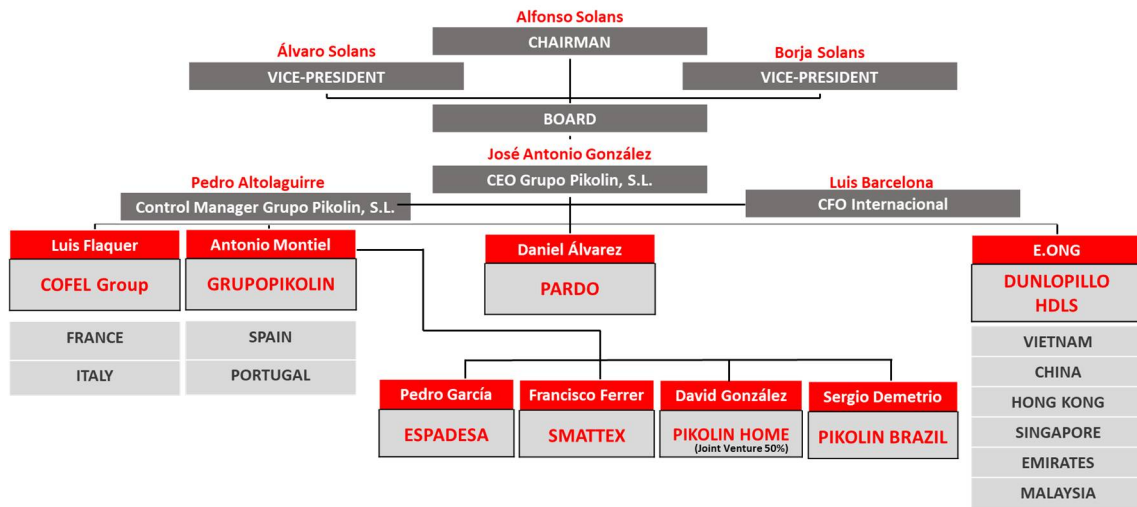 Alfonso Solans
CHAIRMAN
Álvaro Solans
VICE-PRESIDENT
Borja Solans
VICE-PRESIDENT
BOARD
José Antonio González
CEO Grupo Pikolin, S.L.
Pedro Altolaguirre
Control Manager Grupo Pikolin, S.L.
Luis Barcelona
CFO Internacional
Luis Flaquer
COFEL Group
FRANCE
ITALY
Antonio Montiel
GRUPOPIKOLIN
SPAIN
PORTUGAL
Daniel Álvarez
PARDO
E.ONG
DUNLOPILLO
HDLS
VIETNAM
CHINA
HONG KONG
SINGAPORE
EMIRATES
MALAYSIA
Pedro García
ESPADESA
Francisco Ferrer
SMATTEX
David González
PIKOLIN HOME
(Joint Venture 50%)
Sergio Demetrio
PIKOLIN BRAZIL